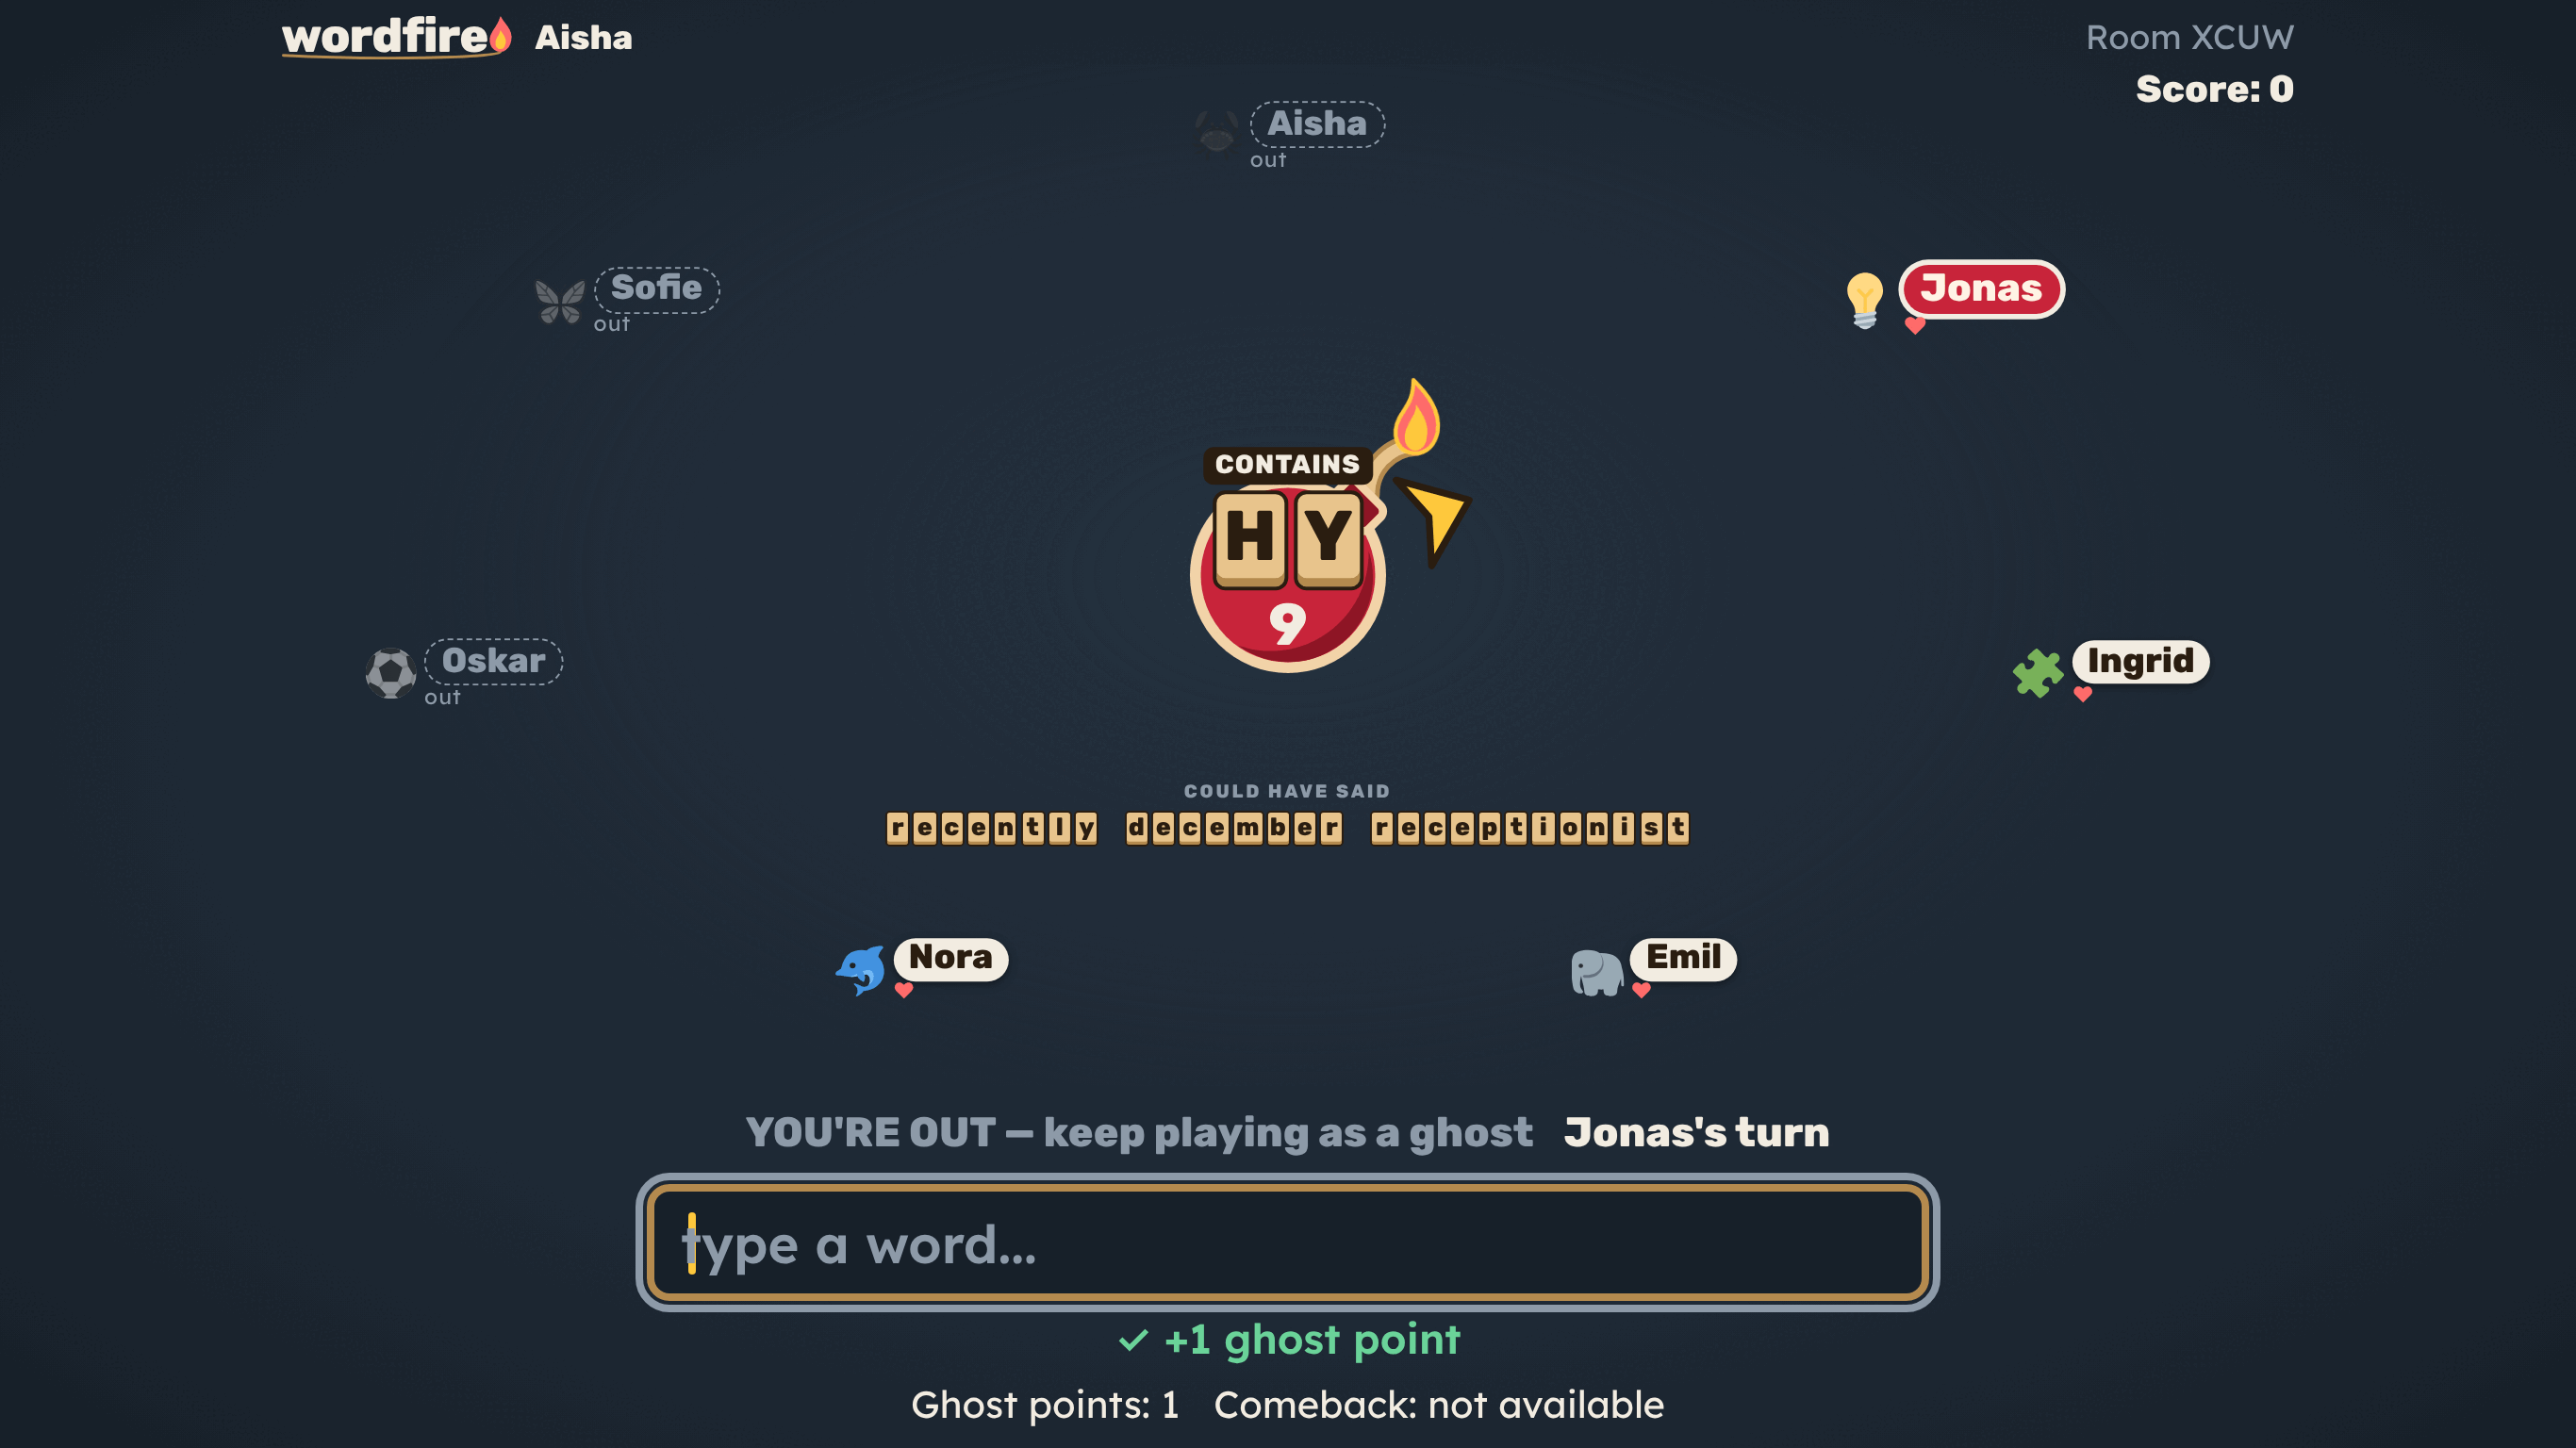 wordfire Aisha
Room XCUW
Score: 0
Aisha
out
Sofie
out
Jonas
CONTAINS
HY
9
Oskar
out
Ingrid
COULD HAVE SAID
recently december receptionist
Nora
Emil
YOU'RE OUT — keep playing as a ghost Jonas's turn
type a word...
✓ +1 ghost point
Ghost points: 1 Comeback: not available